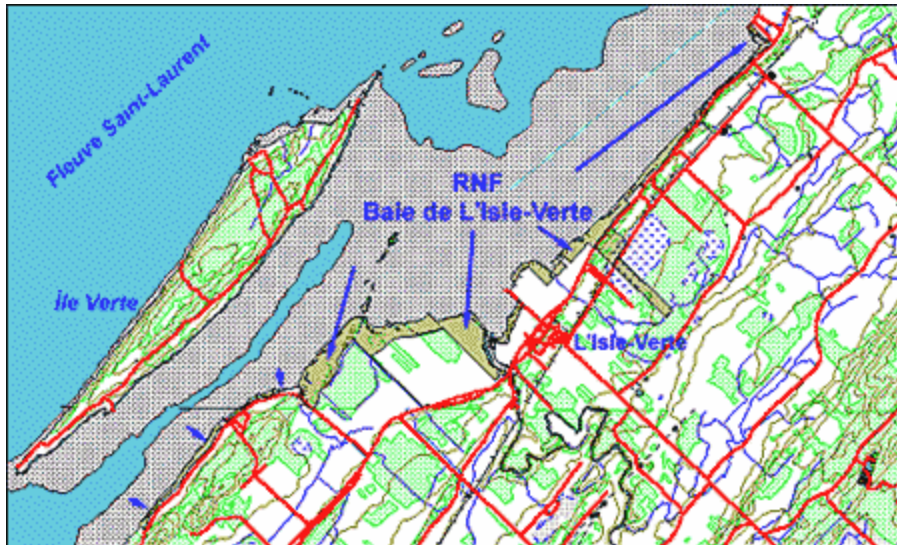 Fleuve Saint-Laurent
RNF
Baie de L'Isle-Verte
Île Verte
L'Isle-Verte